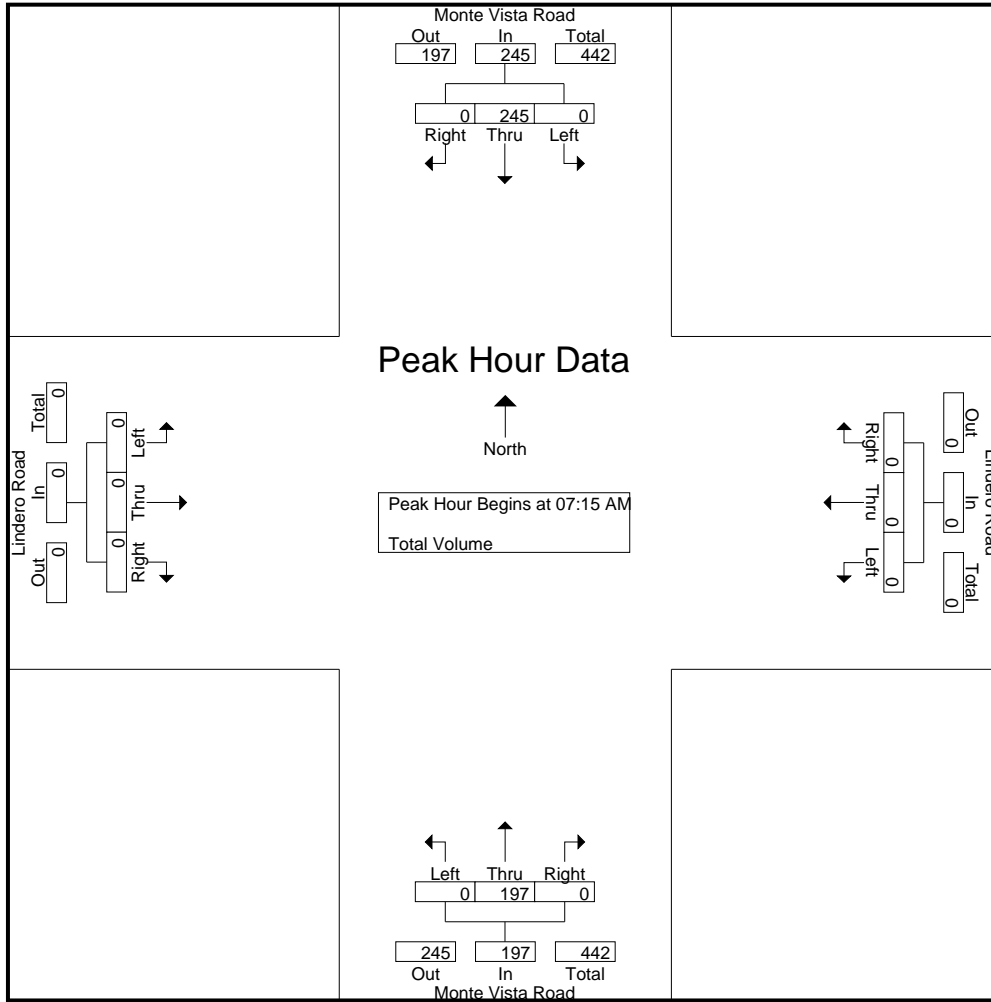 Monte Vista Road
Out In Total
197 245 442
0 245 0
Right Thru Left
Peak Hour Data
North
Peak Hour Begins at 07:15 AM
Total Volume
Lindero Road
Total In Out
0 0 0
0 0 0
Left Thru Right
Lindero Road
Out In Total
0 0 0
0 0 0
Right Thru Left
Left Thru Right
0 197 0
245 197 442
Out In Total
Monte Vista Road